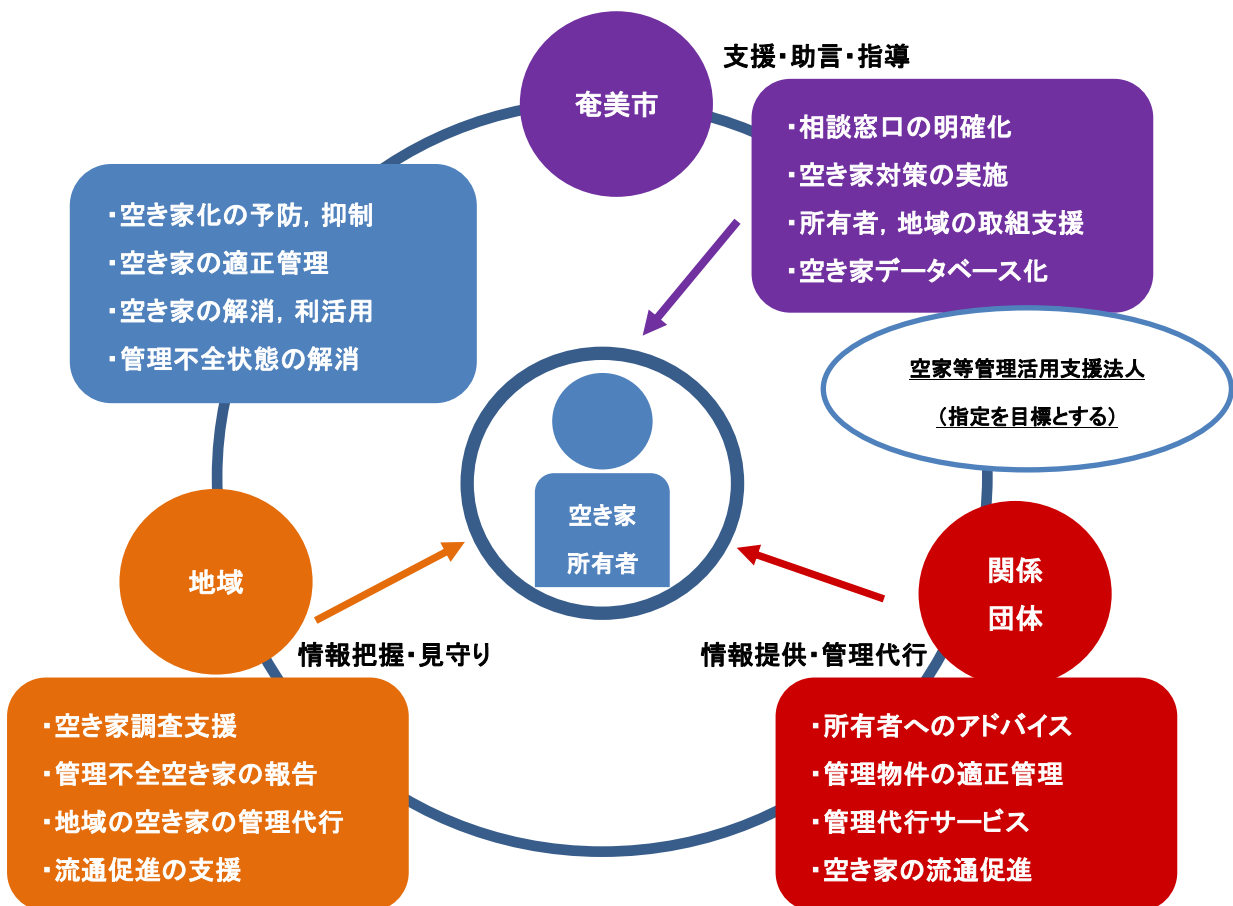 奄美市
支援・助言・指導
・相談窓口の明確化
・空き家対策の実施
・所有者，地域の取組支援
・空き家データベース化
・空き家化の予防，抑制
・空き家の適正管理
・空き家の解消，利活用
・管理不全状態の解消
空家等管理活用支援法人
（指定を目標とする）
空き家
所有者
地域
情報把握・見守り
・空き家調査支援
・管理不全空き家の報告
・地域の空き家の管理代行
・流通促進の支援
関係
団体
情報提供・管理代行
・所有者へのアドバイス
・管理物件の適正管理
・管理代行サービス
・空き家の流通促進